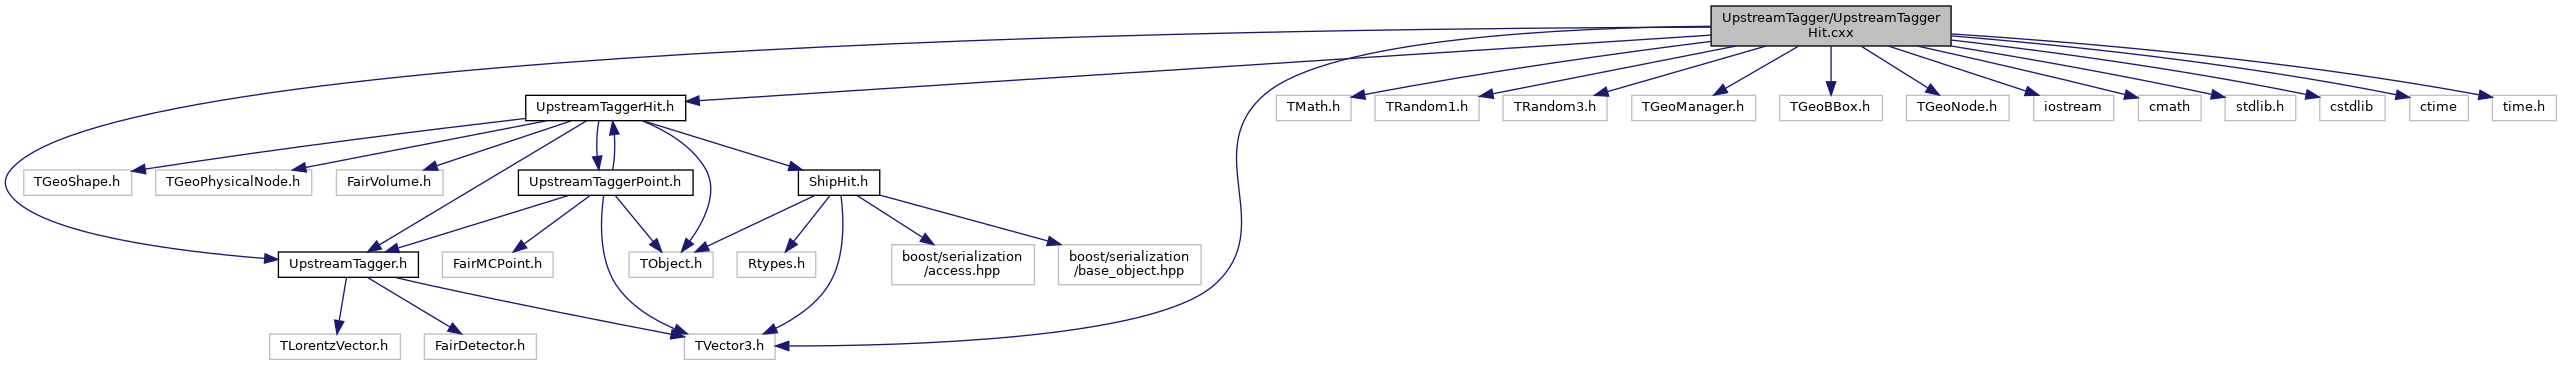 UpstreamTagger/UpstreamTagger
Hit.cxx
UpstreamTaggerHit.h
TMath.h
TRandom1.h
TRandom3.h
TGeoManager.h
TGeoBBox.h
TGeoNode.h
iostream
cmath
stdlib.h
cstdlib
ctime
time.h
TGeoShape.h
TGeoPhysicalNode.h
FairVolume.h
UpstreamTaggerPoint.h
ShipHit.h
UpstreamTagger.h
FairMCPoint.h
TObject.h
Rtypes.h
boost/serialization
/access.hpp
boost/serialization
/base_object.hpp
TLorentzVector.h
FairDetector.h
TVector3.h